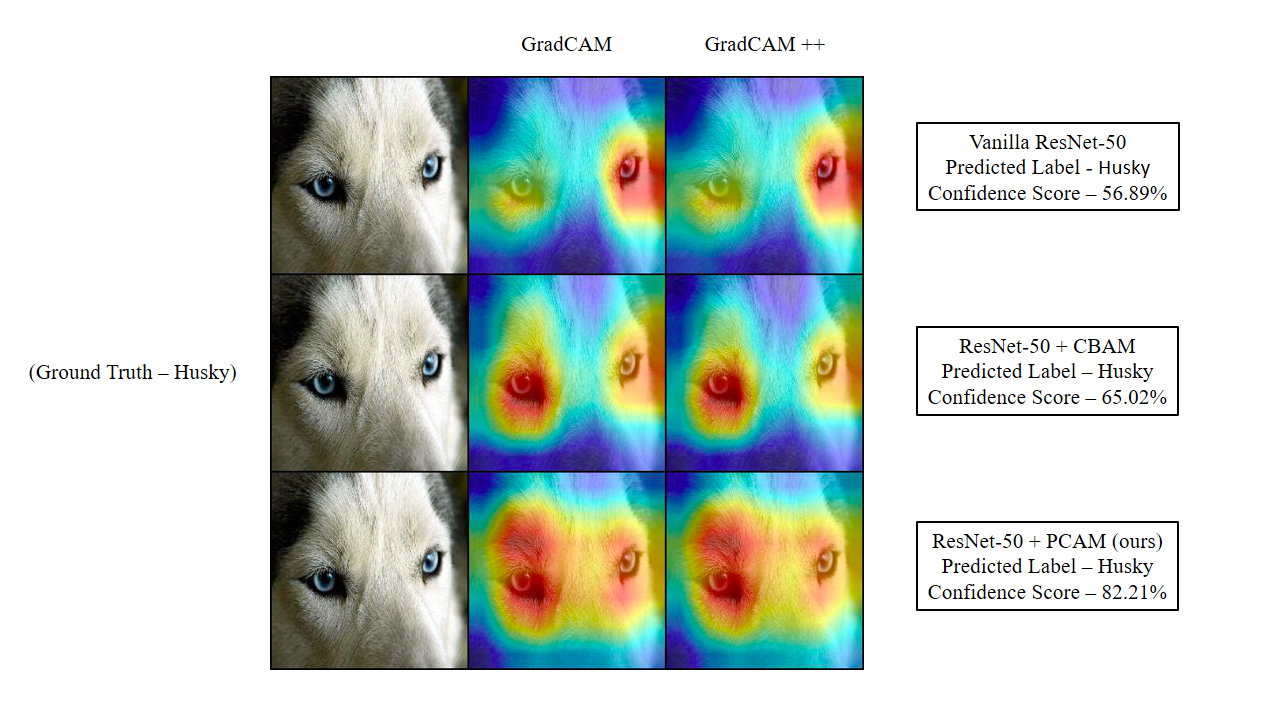 GradCAM
GradCAM ++
Vanilla ResNet-50
Predicted Label - Husky
Confidence Score – 56.89%
(Ground Truth – Husky)
ResNet-50 + CBAM
Predicted Label – Husky
Confidence Score – 65.02%
ResNet-50 + PCAM (ours)
Predicted Label – Husky
Confidence Score – 82.21%